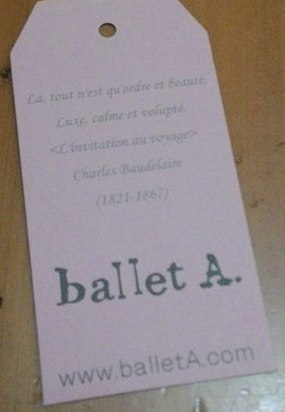 Là, tout n'est qu'ordre et beauté,
Luxe, calme et volupté.
<L'invitation au voyage>
Charles Baudelaire
(1821-1867)
ballet A.
www.balletA.com